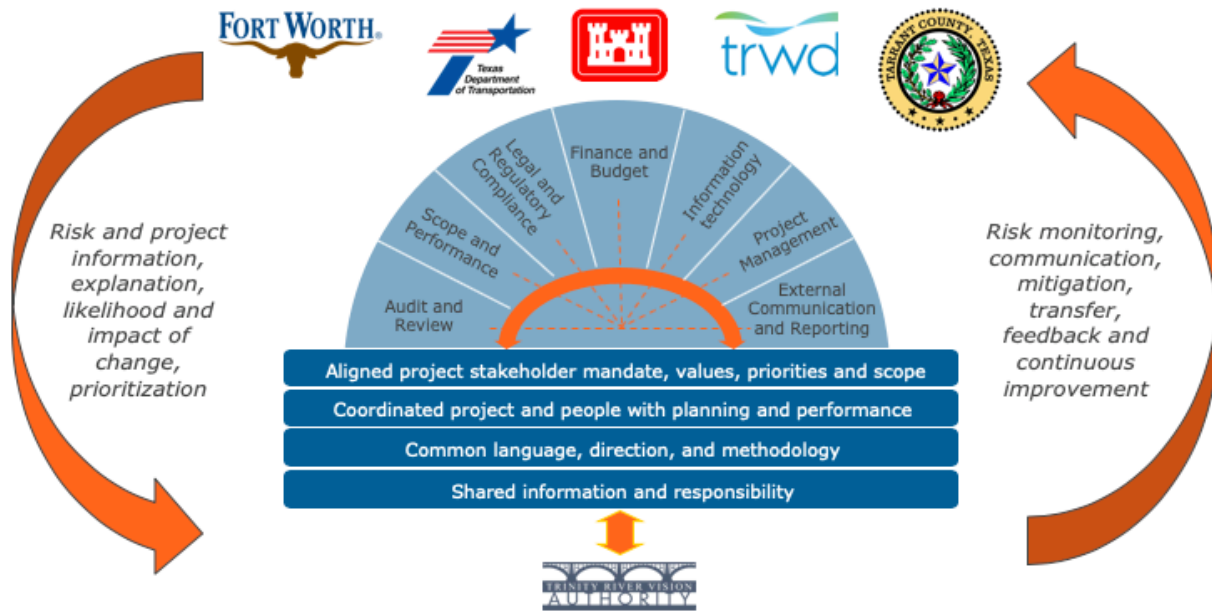 FORT WORTH®
Texas
Department
of Transportation
trwd
TARRANT COUNTY, TEXAS
Risk and project
information,
explanation,
likelihood and
impact of
change,
prioritization
Audit and
Review
Scope and
Performance
Legal and
Regulatory
Compliance
Finance and
Budget
Information
technology
Project
Management
External
Communication
and Reporting
Risk monitoring,
communication,
mitigation,
transfer,
feedback and
continuous
improvement
Aligned project stakeholder mandate, values, priorities and scope
Coordinated project and people with planning and performance
Common language, direction, and methodology
Shared information and responsibility
TRINITY RIVER VISION
AUTHORITY